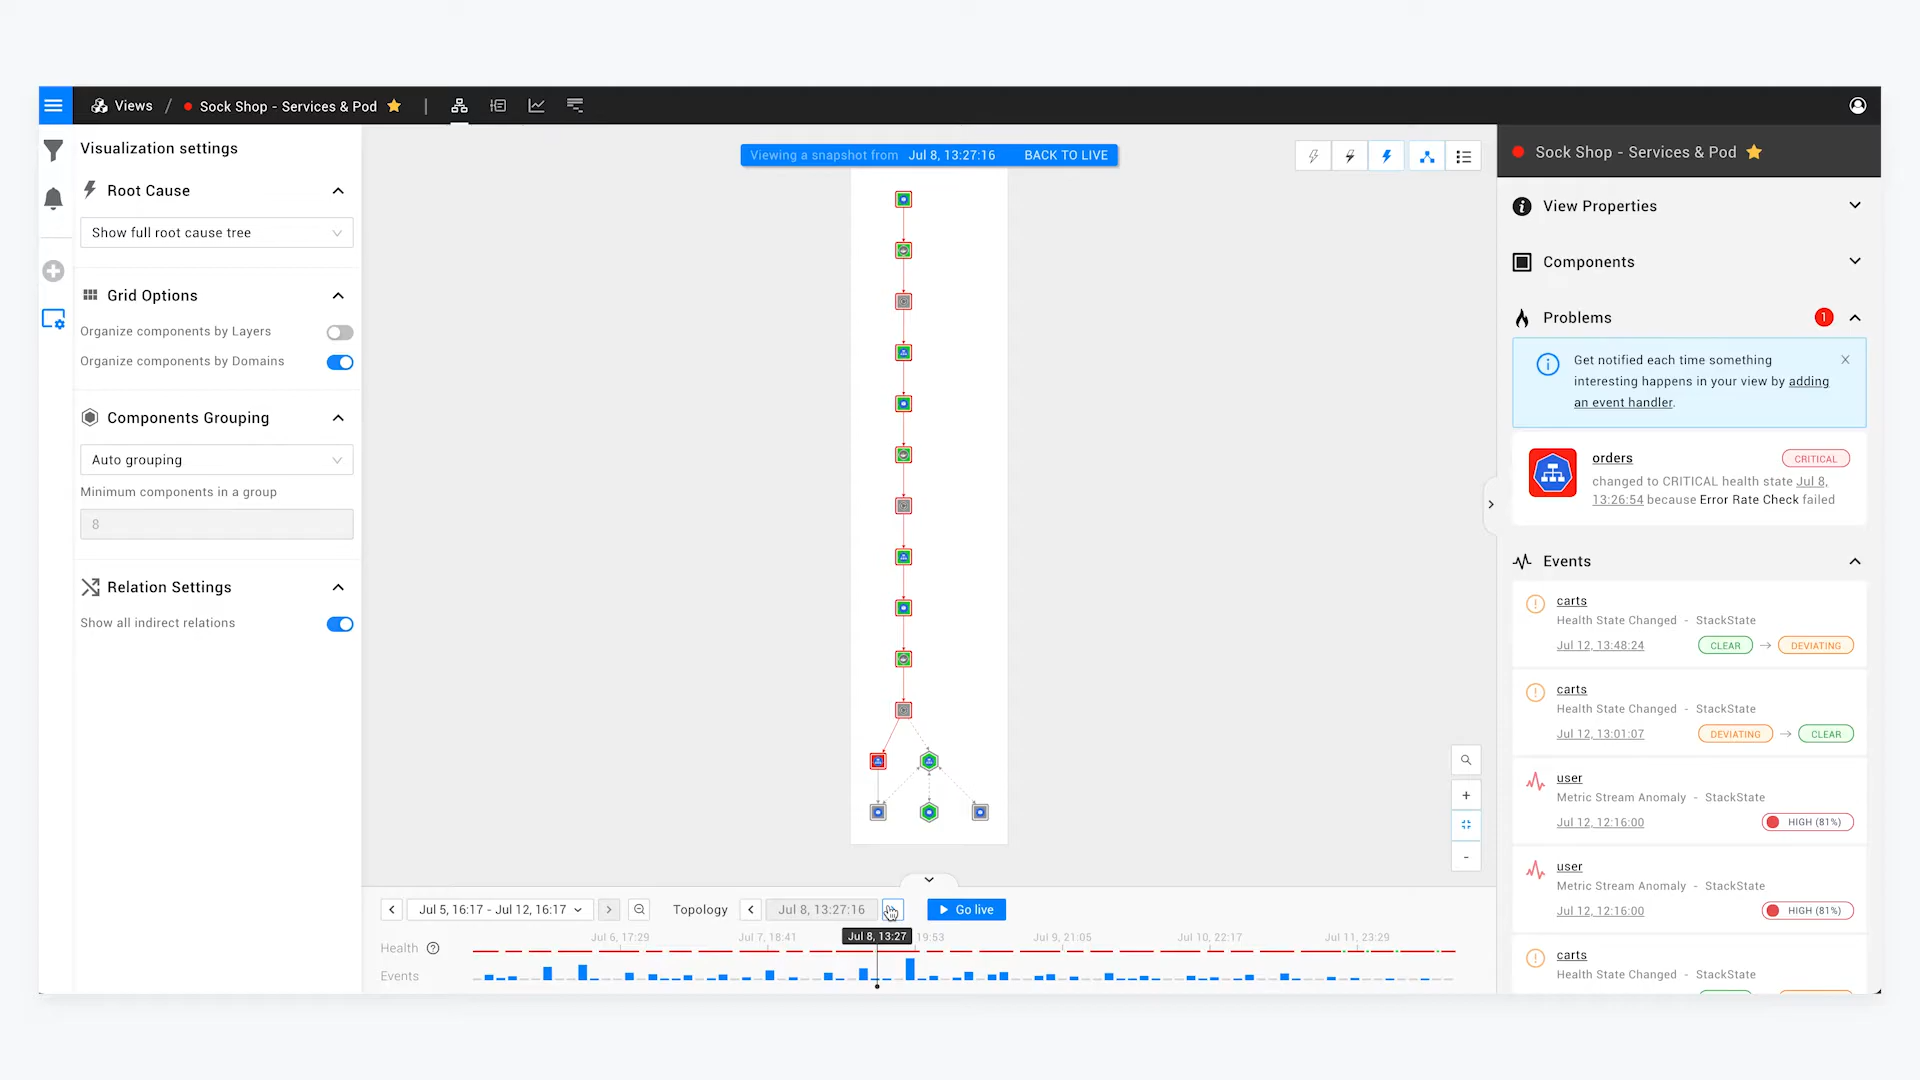 Views / Sock Shop - Services & Pod |
Visualization settings
Root Cause
Show full root cause tree
Grid Options
Organize components by Layers
Organize components by Domains
Components Grouping
Auto grouping
Minimum components in a group
8
Relation Settings
Show all indirect relations
Viewing a snapshot from Jul 8, 13:27:16 BACK TO LIVE
Sock Shop - Services & Pod
View Properties
Components
Problems 1
Get notified each time something
interesting happens in your view by adding
an event handler.
orders CRITICAL
changed to CRITICAL health state Jul 8,
13:26:54 because Error Rate Check failed
Events
carts
Health State Changed - StackState
Jul 12, 13:48:24 CLEAR → DEVIATING
carts
Health State Changed - StackState
Jul 12, 13:01:07 DEVIATING → CLEAR
user
Metric Stream Anomaly - StackState
Jul 12, 12:16:00 HIGH (81%)
user
Metric Stream Anomaly - StackState
Jul 12, 12:16:00 HIGH (81%)
carts
Health State Changed - StackState
+
-
Jul 5, 16:17 - Jul 12, 16:17 Topology Jul 8, 13:27:16 Go live
Jul 6, 17:29 Jul 7, 18:41 Jul 8, 13:27 19:53 Jul 9, 21:05 Jul 10, 22:17 Jul 11, 23:29
Health ?
Events